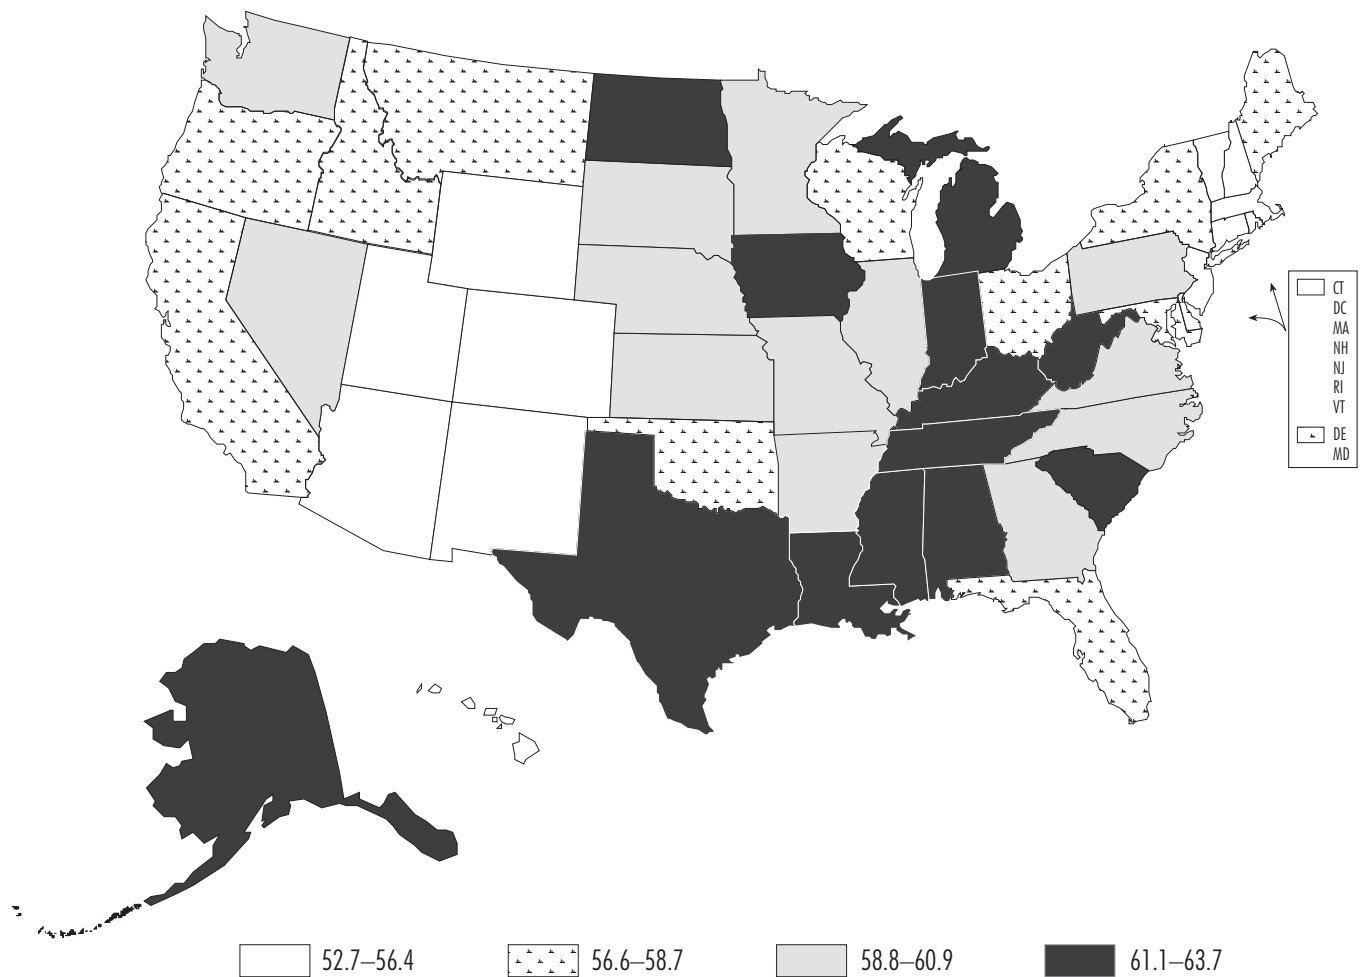 CT
DC
MA
NH
NJ
RI
VT
DE
MD
52.7–56.4
56.6–58.7
58.8–60.9
61.1–63.7